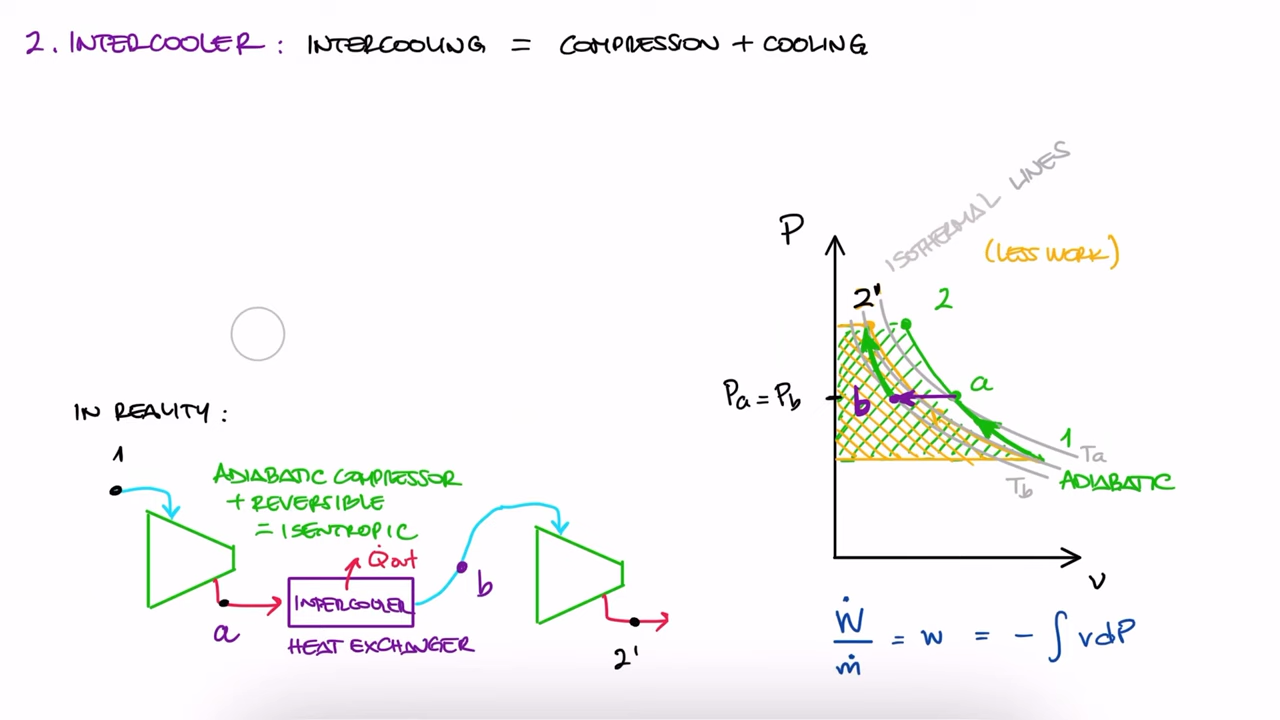 2. INTERCOOLER: INTERCOOLING = COMPRESSION + COOLING
ISOTHERMAL LINES
P
(LESS WORK)
2'
2
a
Pa = Pb
b
1
Ta
Tb
ADIABATIC
v
IN REALITY:
1
ADIABATIC COMPRESSOR
+ REVERSIBLE
= ISENTROPIC
Q̇out
INTERCOOLER
b
a
HEAT EXCHANGER
2'
Ẇ/ṁ = w = - ∫ vdP